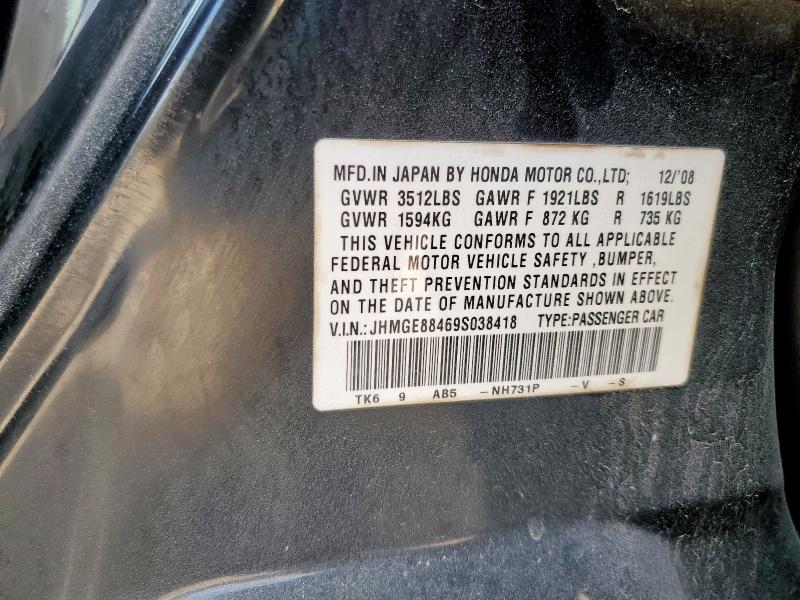 MFD.IN JAPAN BY HONDA MOTOR CO.,LTD; 12/'08
GVWR 3512LBS GAWR F 1921LBS R 1619LBS
GVWR 1594KG GAWR F 872 KG R 735 KG
THIS VEHICLE CONFORMS TO ALL APPLICABLE
FEDERAL MOTOR VEHICLE SAFETY ,BUMPER,
AND THEFT PREVENTION STANDARDS IN EFFECT
ON THE DATE OF MANUFACTURE SHOWN ABOVE.
V.I.N.: JHMGE88469S038418 TYPE:PASSENGER CAR
TK6 9 AB5 -NH731P -V -S